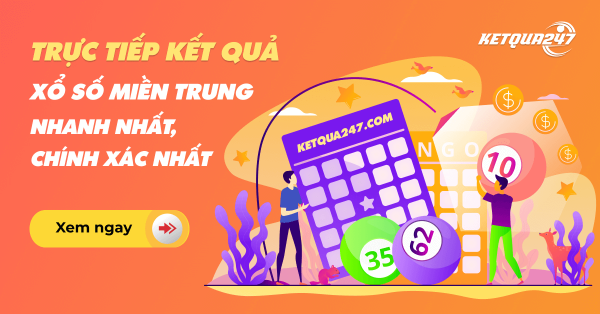 TRỰC TIẾP KẾT QUẢ
KETQUA247
XỔ SỐ MIỀN TRUNG
NHANH NHẤT,
CHÍNH XÁC NHẤT
KETQUA247.COM
NGO
10
Xem ngay
35
62